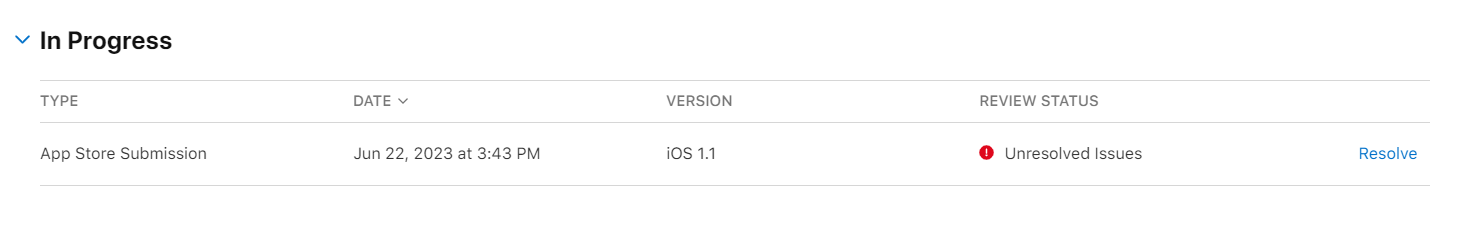 In Progress
TYPE DATE VERSION REVIEW STATUS
App Store Submission Jun 22, 2023 at 3:43 PM iOS 1.1 Unresolved Issues Resolve